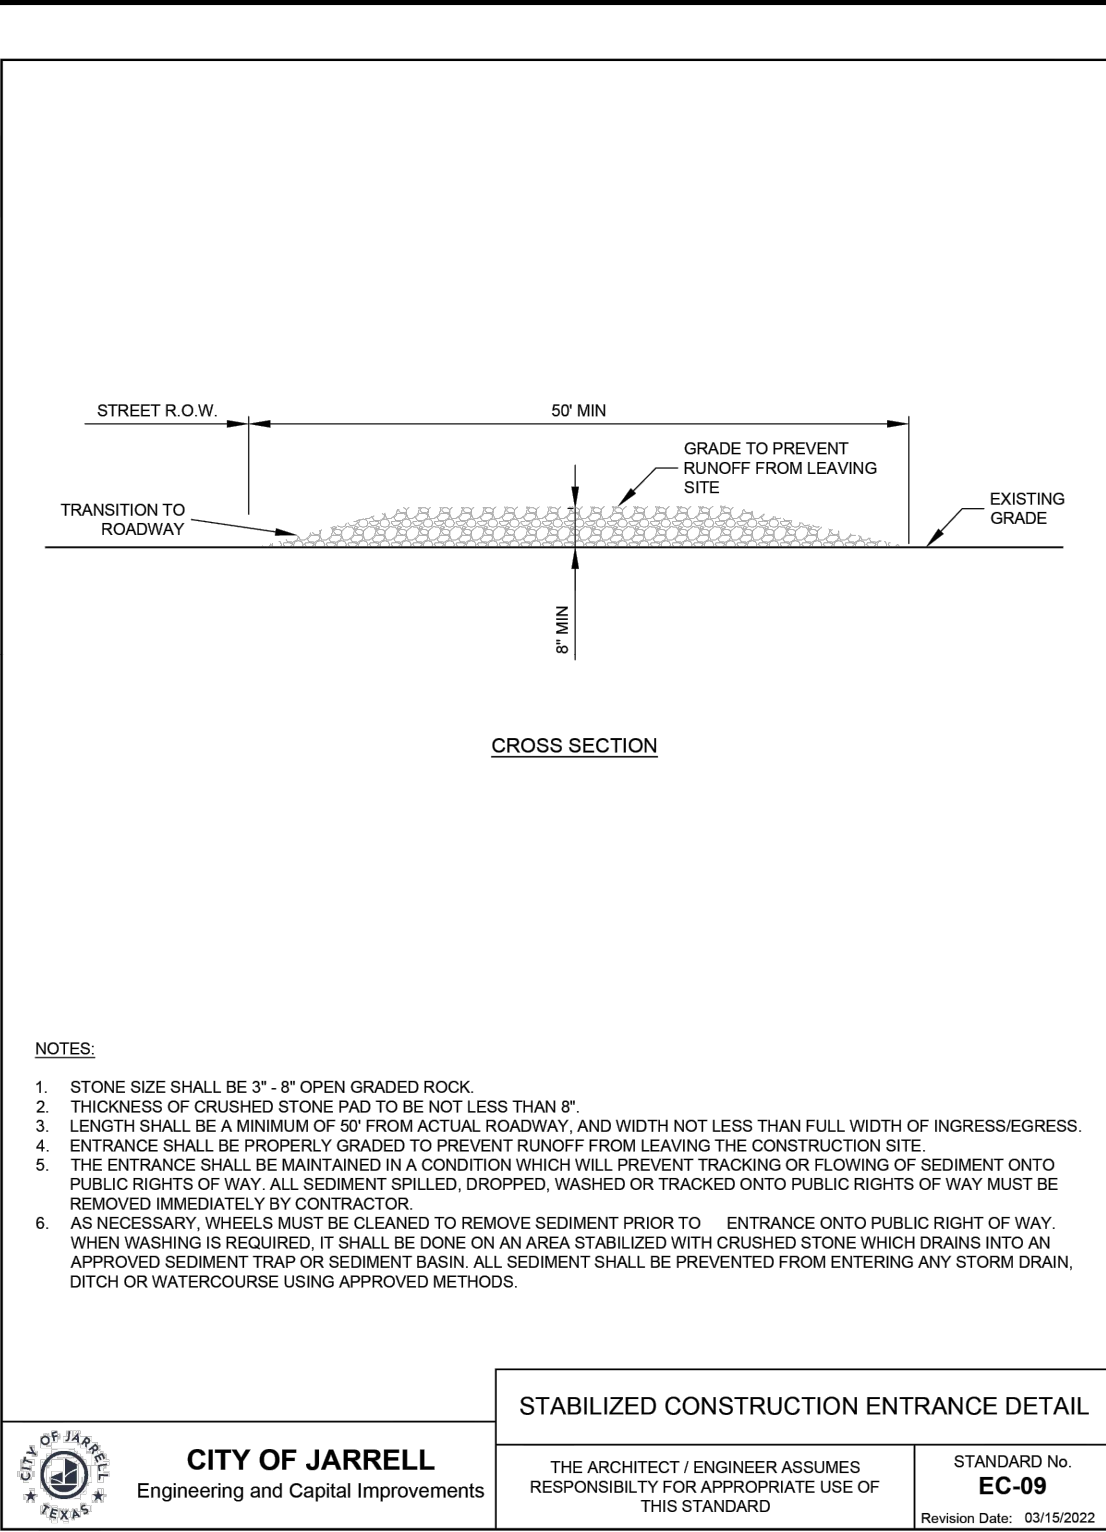 STREET R.O.W.
50' MIN
GRADE TO PREVENT
RUNOFF FROM LEAVING
SITE
TRANSITION TO
ROADWAY
EXISTING
GRADE
8" MIN
CROSS SECTION
NOTES:
1. STONE SIZE SHALL BE 3" - 8" OPEN GRADED ROCK.
2. THICKNESS OF CRUSHED STONE PAD TO BE NOT LESS THAN 8".
3. LENGTH SHALL BE A MINIMUM OF 50' FROM ACTUAL ROADWAY, AND WIDTH NOT LESS THAN FULL WIDTH OF INGRESS/EGRESS.
4. ENTRANCE SHALL BE PROPERLY GRADED TO PREVENT RUNOFF FROM LEAVING THE CONSTRUCTION SITE.
5. THE ENTRANCE SHALL BE MAINTAINED IN A CONDITION WHICH WILL PREVENT TRACKING OR FLOWING OF SEDIMENT ONTO
PUBLIC RIGHTS OF WAY. ALL SEDIMENT SPILLED, DROPPED, WASHED OR TRACKED ONTO PUBLIC RIGHTS OF WAY MUST BE
REMOVED IMMEDIATELY BY CONTRACTOR.
6. AS NECESSARY, WHEELS MUST BE CLEANED TO REMOVE SEDIMENT PRIOR TO ENTRANCE ONTO PUBLIC RIGHT OF WAY.
WHEN WASHING IS REQUIRED, IT SHALL BE DONE ON AN AREA STABILIZED WITH CRUSHED STONE WHICH DRAINS INTO AN
APPROVED SEDIMENT TRAP OR SEDIMENT BASIN. ALL SEDIMENT SHALL BE PREVENTED FROM ENTERING ANY STORM DRAIN,
DITCH OR WATERCOURSE USING APPROVED METHODS.
STABILIZED CONSTRUCTION ENTRANCE DETAIL
CITY OF JARRELL
TEXAS
CITY OF JARRELL
Engineering and Capital Improvements
THE ARCHITECT / ENGINEER ASSUMES
RESPONSIBILTY FOR APPROPRIATE USE OF
THIS STANDARD
STANDARD No.
EC-09
Revision Date: 03/15/2022